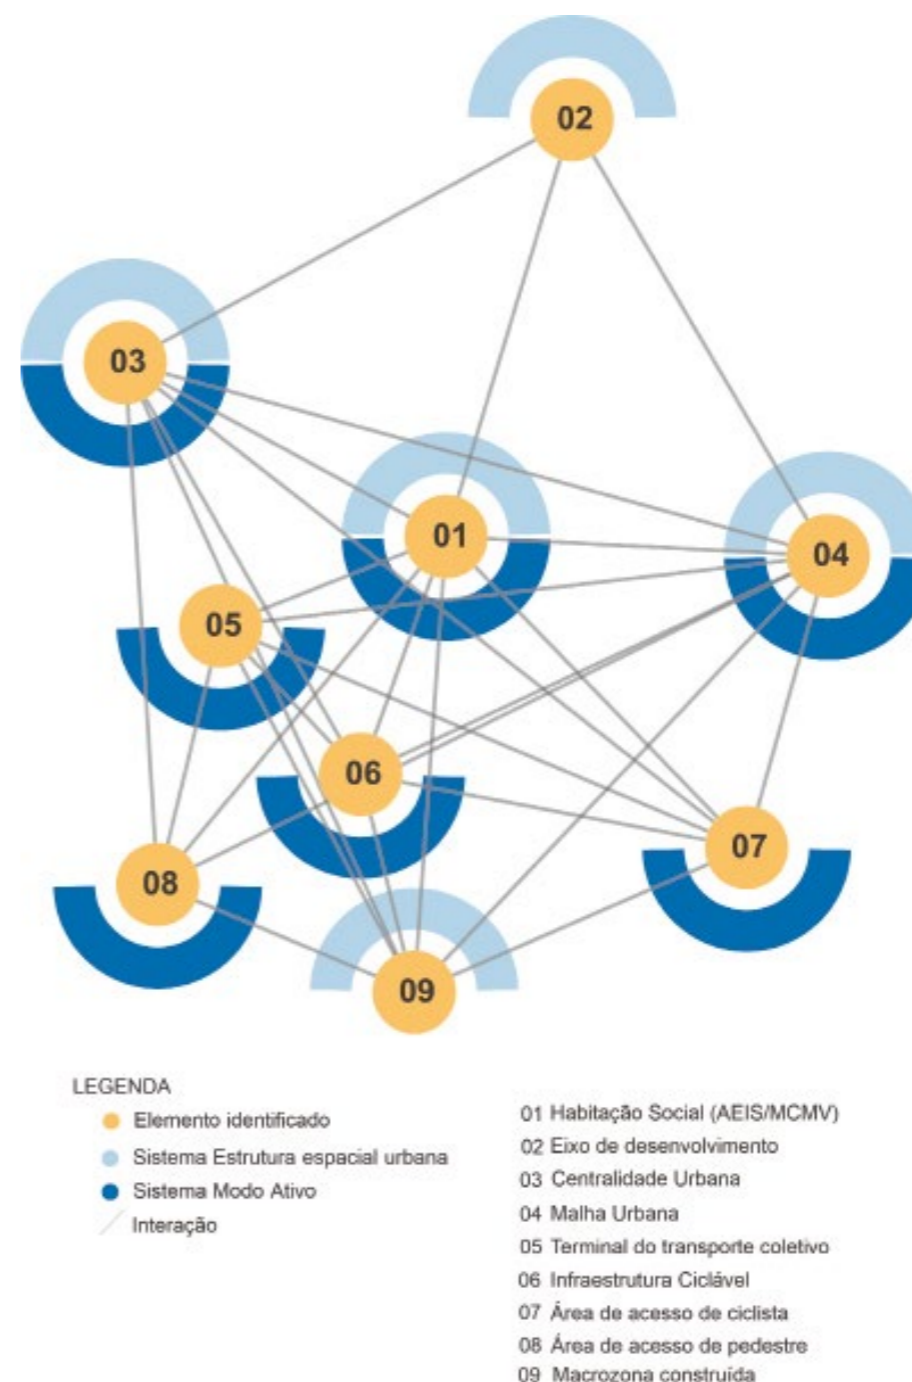 02
03
01
04
05
06
07
08
09
LEGENDA
Elemento identificado
Sistema Estrutura espacial urbana
Sistema Modo Ativo
Interação
01 Habitação Social (AEIS/MCMV)
02 Eixo de desenvolvimento
03 Centralidade Urbana
04 Malha Urbana
05 Terminal do transporte coletivo
06 Infraestrutura Ciclável
07 Área de acesso de ciclista
08 Área de acesso de pedestre
09 Macrozona construída